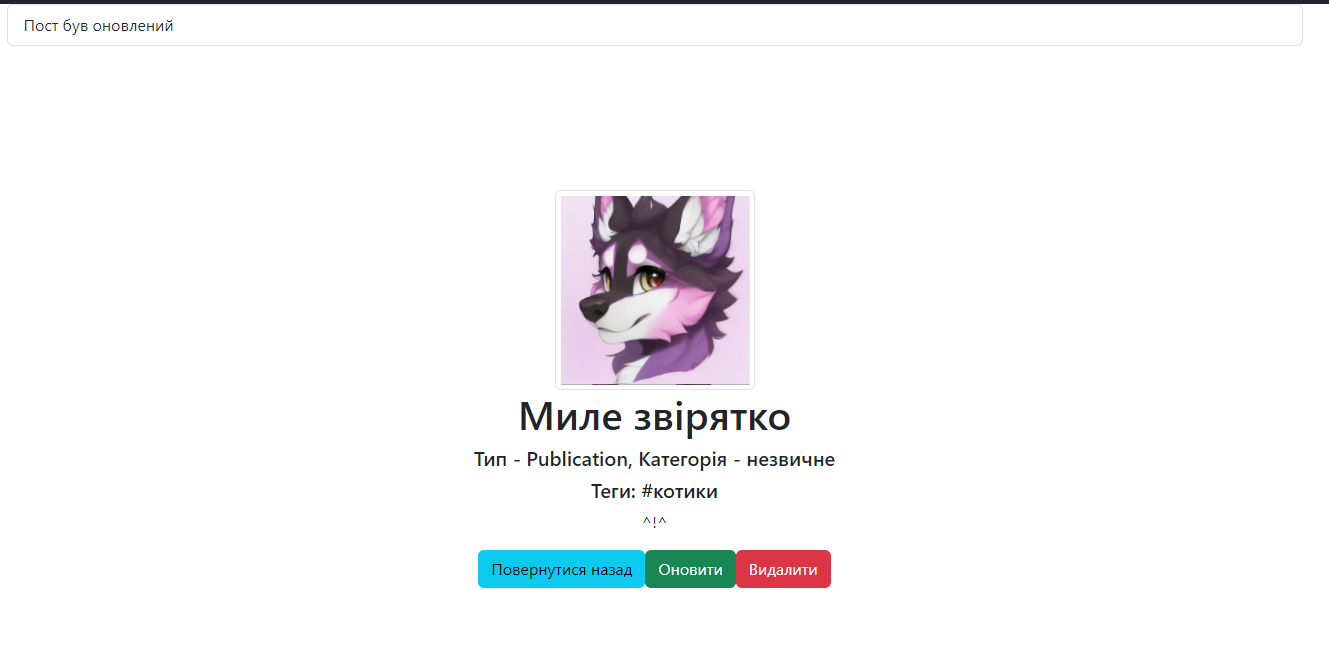 Пост був оновлений
Миле звірятко
Тип - Publication, Категорія - незвичне
Теги: #котики
^!^
Повернутися назад Оновити Видалити